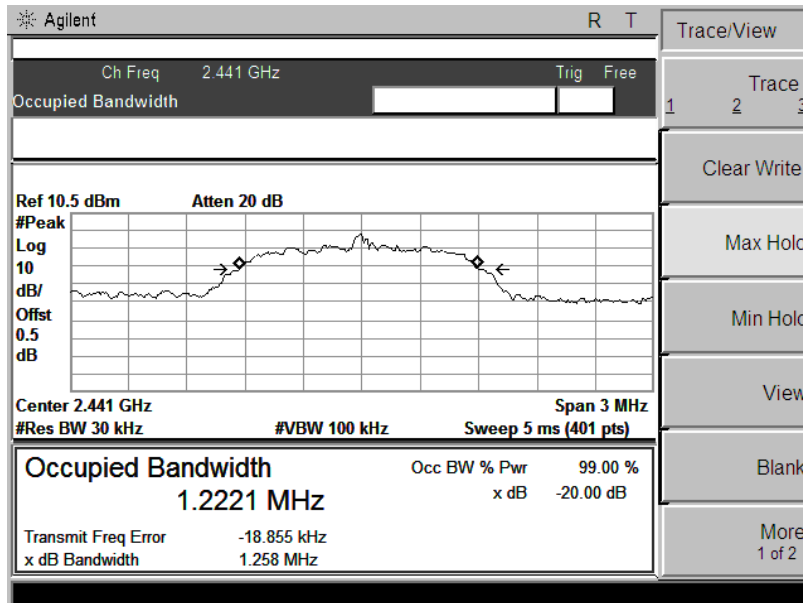 Agilent R T
Ch Freq 2.441 GHz Trig Free
Occupied Bandwidth
Ref 10.5 dBm Atten 20 dB
#Peak
Log
10
dB/
Offst
0.5
dB
Center 2.441 GHz Span 3 MHz
#Res BW 30 kHz #VBW 100 kHz Sweep 5 ms (401 pts)
Occupied Bandwidth Occ BW % Pwr 99.00 %
1.2221 MHz x dB -20.00 dB
Transmit Freq Error -18.855 kHz
x dB Bandwidth 1.258 MHz
Trace/View
Trace
1 2 3
Clear Write
Max Hold
Min Hold
View
Blank
More
1 of 2